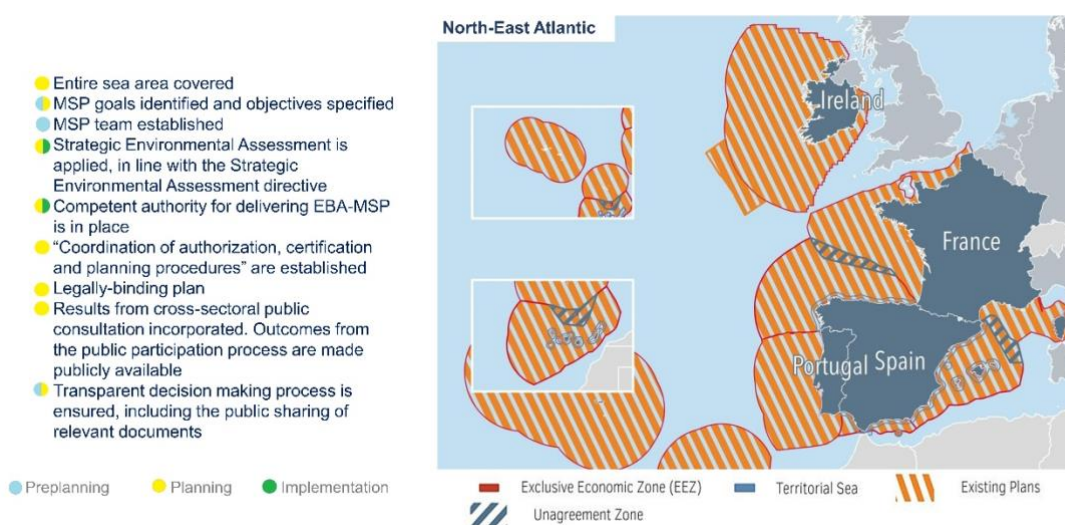 North-East Atlantic
Entire sea area covered
MSP goals identified and objectives specified
MSP team established
Strategic Environmental Assessment is
applied, in line with the Strategic
Environmental Assessment directive
Competent authority for delivering EBA-MSP
is in place
“Coordination of authorization, certification
and planning procedures” are established
Legally-binding plan
Results from cross-sectoral public
consultation incorporated. Outcomes from
the public participation process are made
publicly available
Transparent decision making process is
ensured, including the public sharing of
relevant documents
Preplanning
Planning
Implementation
Ireland
France
Portugal
Spain
Exclusive Economic Zone (EEZ)
Territorial Sea
Existing Plans
Unagreement Zone